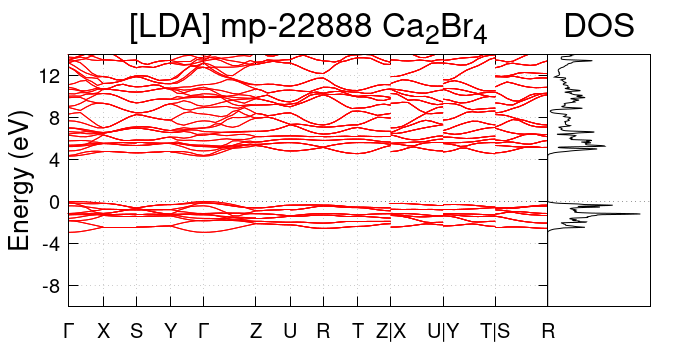 [LDA] mp-22888 Ca₂Br₄ DOS
Energy (eV)
12
8
4
0
-4
-8
Γ X S Y Γ Z U R T Z|X U|Y T|S R